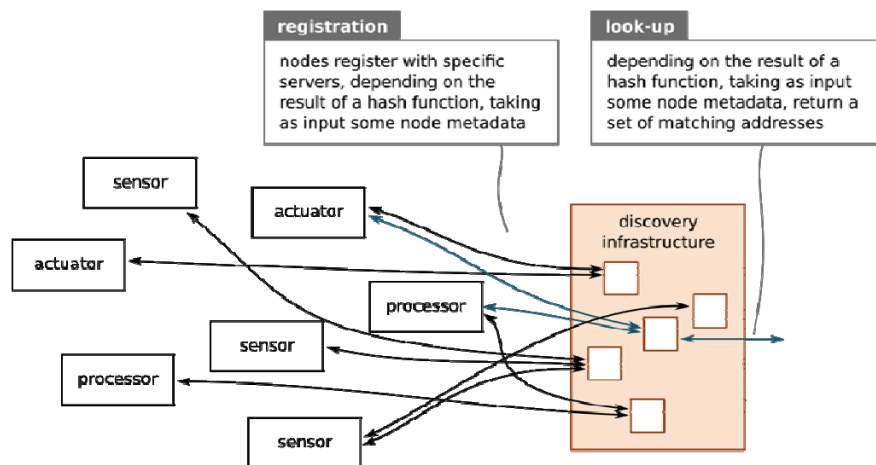 registration
nodes register with specific
servers, depending on the
result of a hash function, taking
as input some node metadata
look-up
depending on the result of a
hash function, taking as input
some node metadata, return a
set of matching addresses
sensor
actuator
discovery
infrastructure
actuator
processor
sensor
processor
sensor